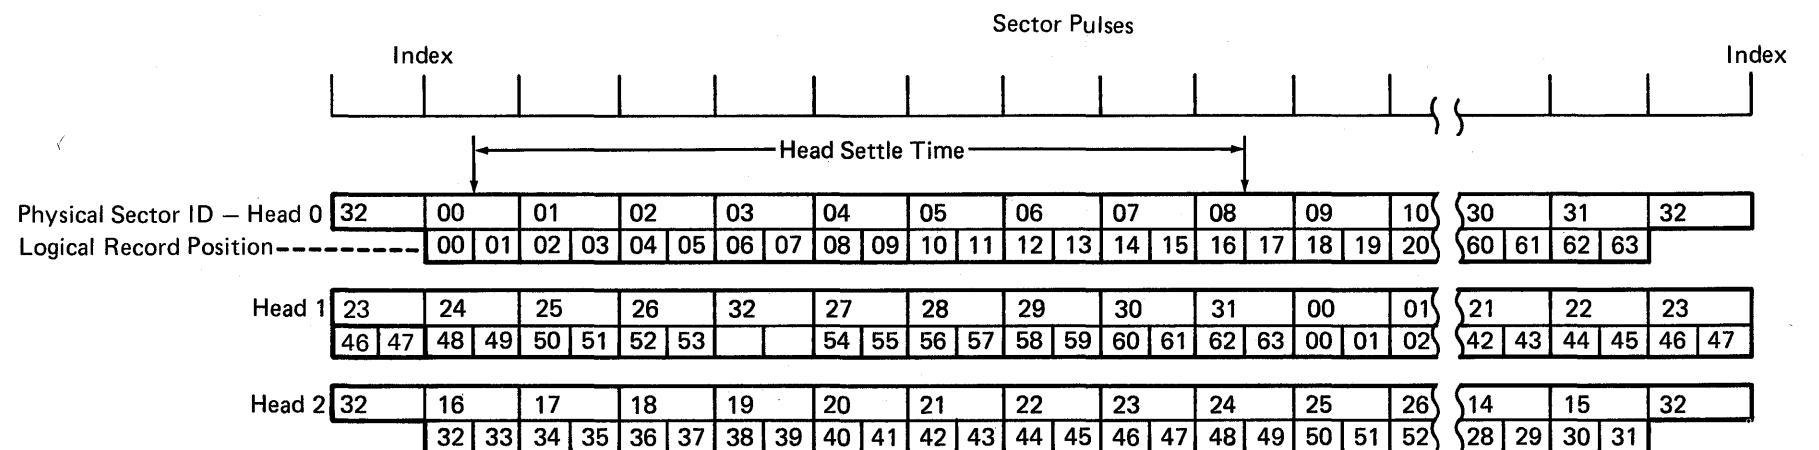 Sector Pulses
Index Index
Head Settle Time
Physical Sector ID — Head 0 32 00 01 02 03 04 05 06 07 08 09 10 30 31 32
Logical Record Position 00 01 02 03 04 05 06 07 08 09 10 11 12 13 14 15 16 17 18 19 20 60 61 62 63
Head 1 23 24 25 26 32 27 28 29 30 31 00 01 21 22 23
46 47 48 49 50 51 52 53 54 55 56 57 58 59 60 61 62 63 00 01 02 42 43 44 45 46 47
Head 2 32 16 17 18 19 20 21 22 23 24 25 26 14 15 32
32 33 34 35 36 37 38 39 40 41 42 43 44 45 46 47 48 49 50 51 52 28 29 30 31